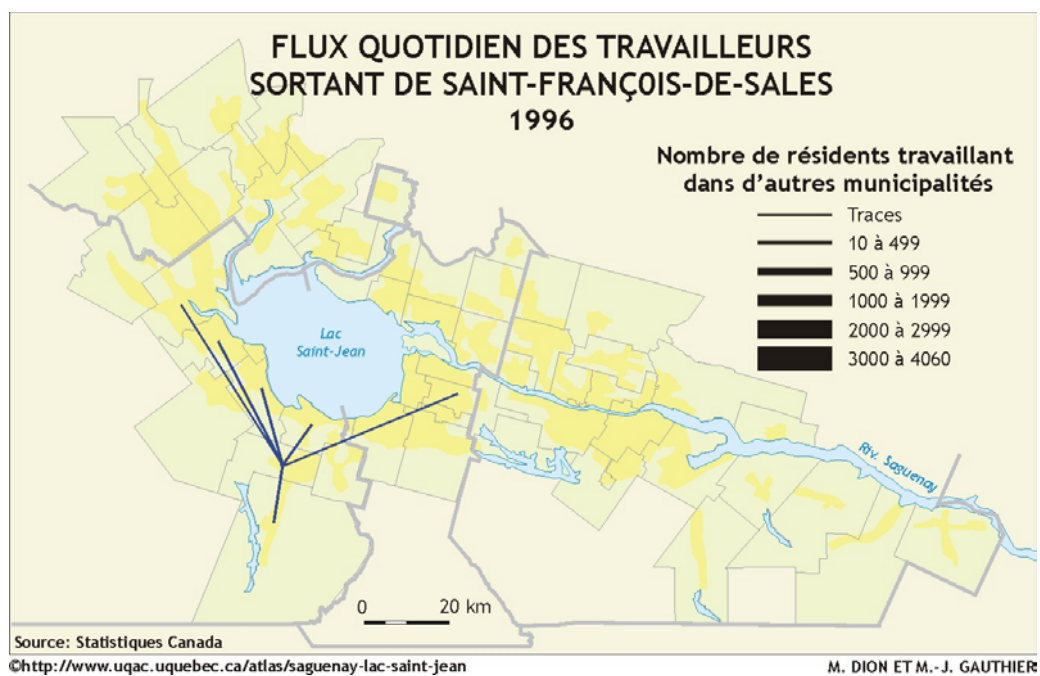 FLUX QUOTIDIEN DES TRAVAILLEURS
SORTANT DE SAINT-FRANÇOIS-DE-SALES
1996
Nombre de résidents travaillant
dans d'autres municipalités
Traces
10 à 499
500 à 999
1000 à 1999
2000 à 2999
3000 à 4060
Lac
Saint-Jean
Riv. Saguenay
0 20 km
Source: Statistiques Canada
©http://www.uqac.uquebec.ca/atlas/saguenay-lac-saint-jean
M. DION ET M.-J. GAUTHIER